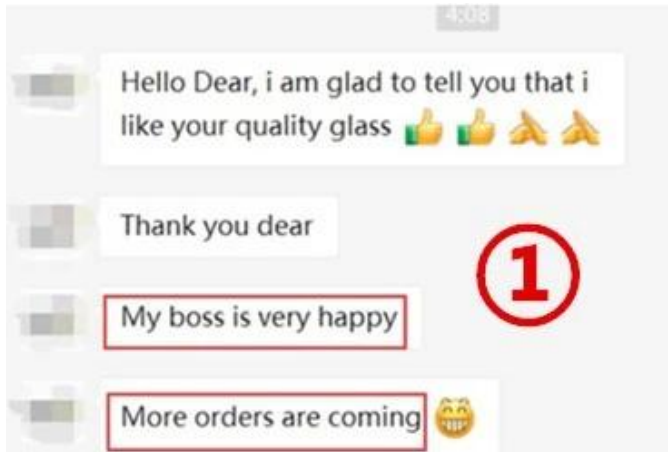 4:08
Hello Dear, i am glad to tell you that i
like your quality glass 👍 👍 🙏 🙏
Thank you dear
1
My boss is very happy
More orders are coming 😁